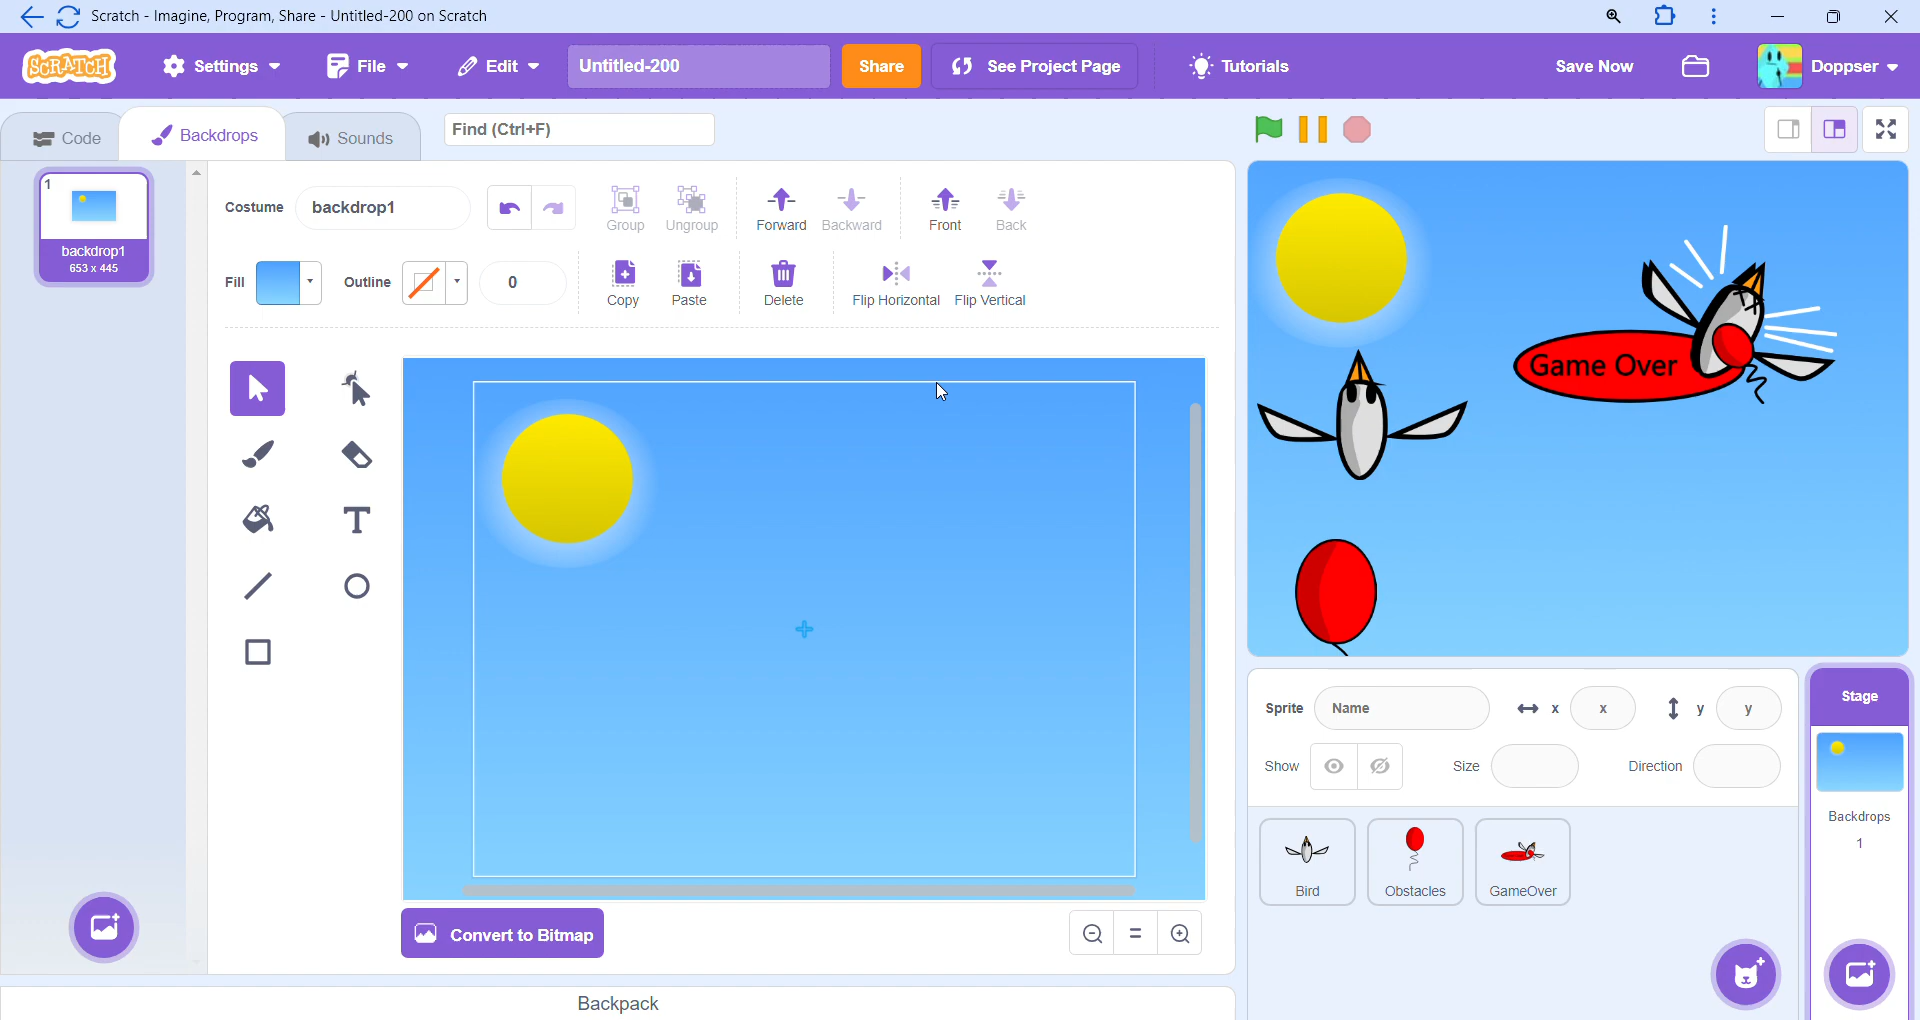 Scratch - Imagine, Program, Share - Untitled-200 on Scratch
SCRATCH
Settings
File
Edit
Untitled-200
Share
See Project Page
Tutorials
Save Now
Doppser
Code
Backdrops
Sounds
Find (Ctrl+F)
1
backdrop1
653 x 445
Costume
backdrop1
Group
Ungroup
Forward
Backward
Front
Back
Fill
Outline
0
Copy
Paste
Delete
Flip Horizontal
Flip Vertical
Convert to Bitmap
Backpack
Game Over
Sprite
Name
x
x
y
y
Show
Size
Direction
Bird
Obstacles
GameOver
Stage
Backdrops
1